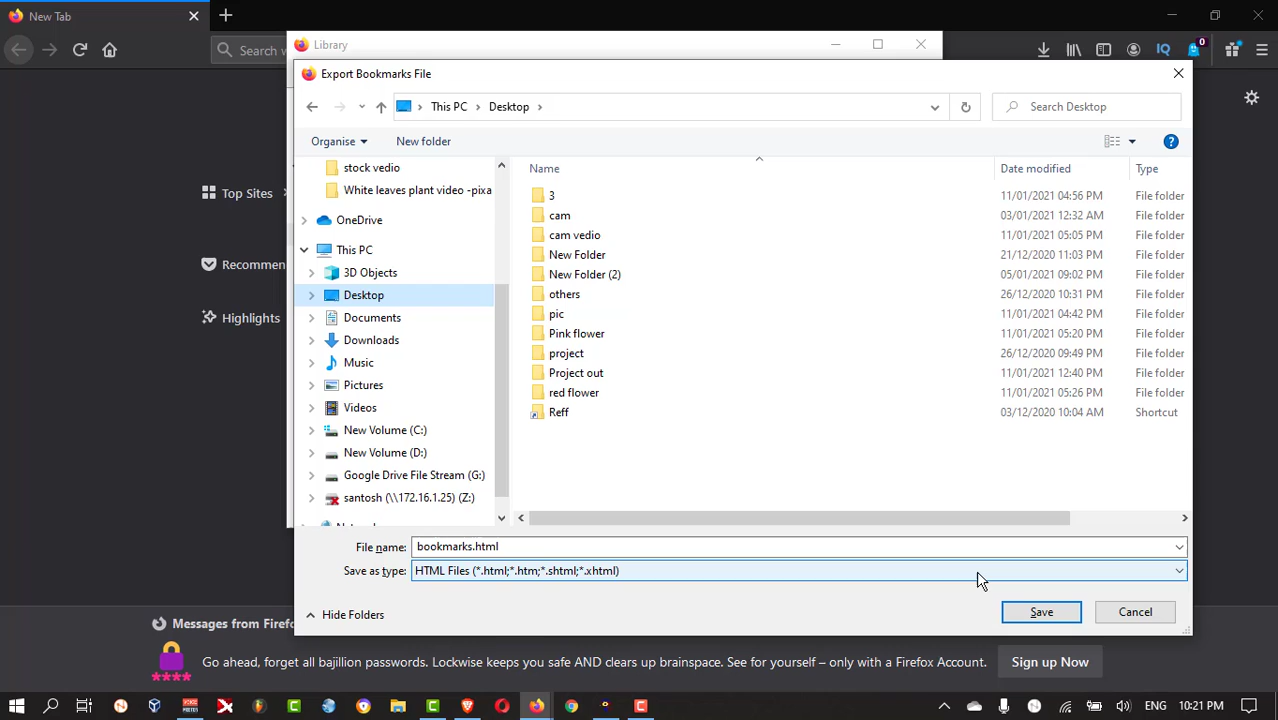 New Tab
Search w
Library
0
IQ
Export Bookmarks File
This PC
Desktop
Search Desktop
Organise
New folder
stock vedio
White leaves plant video -pixa
OneDrive
This PC
3D Objects
Desktop
Documents
Downloads
Music
Pictures
Videos
New Volume (C:)
New Volume (D:)
Google Drive File Stream (G:)
santosh (\\172.16.1.25) (Z:)
Name Date modified Type
3 11/01/2021 04:56 PM File folder
cam 03/01/2021 12:32 AM File folder
cam vedio 11/01/2021 05:05 PM File folder
New Folder 21/12/2020 11:03 PM File folder
New Folder (2) 05/01/2021 09:02 PM File folder
others 26/12/2020 10:31 PM File folder
pic 11/01/2021 04:42 PM File folder
Pink flower 11/01/2021 05:20 PM File folder
project 26/12/2020 09:49 PM File folder
Project out 11/01/2021 12:40 PM File folder
red flower 11/01/2021 05:26 PM File folder
Reff 03/12/2020 10:04 AM Shortcut
Top Sites
Recommen
Highlights
File name: bookmarks.html
Save as type: HTML Files (*.html;*.htm;*.shtml;*.xhtml)
Hide Folders
Save
Cancel
Messages from Firefo
Go ahead, forget all bajillion passwords. Lockwise keeps you safe AND clears up brainspace. See for yourself – only with a Firefox Account.
Sign up Now
ENG 10:21 PM